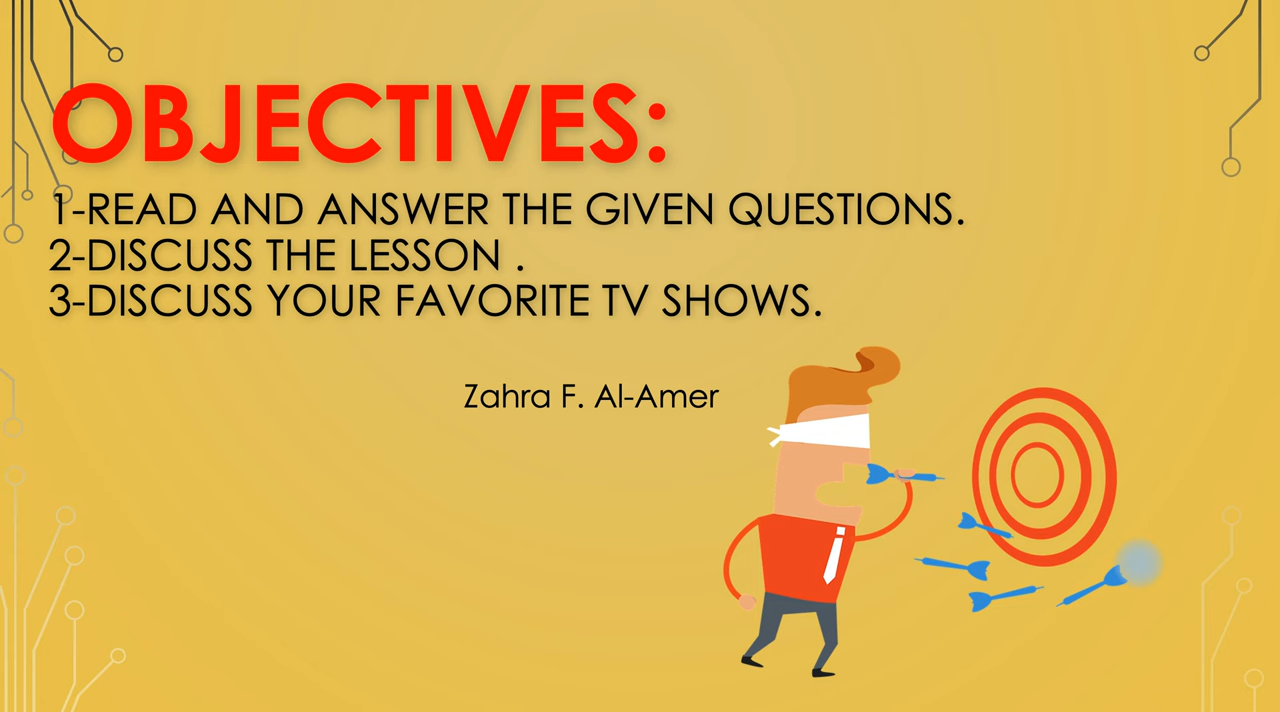 OBJECTIVES:
1-READ AND ANSWER THE GIVEN QUESTIONS.
2-DISCUSS THE LESSON .
3-DISCUSS YOUR FAVORITE TV SHOWS.
Zahra F. Al-Amer